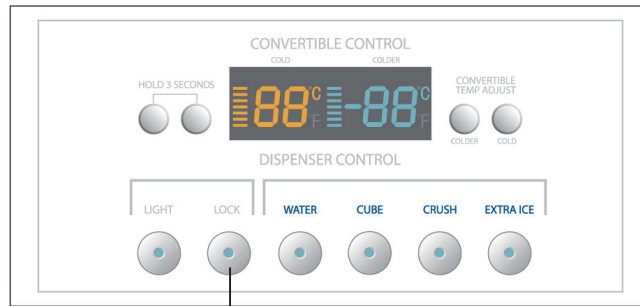 CONVERTIBLE CONTROL
COLD COLDER
HOLD 3 SECONDS
88°C °F
-88°C °F
CONVERTIBLE
TEMP ADJUST
COLDER COLD
DISPENSER CONTROL
LIGHT LOCK WATER CUBE CRUSH EXTRA ICE